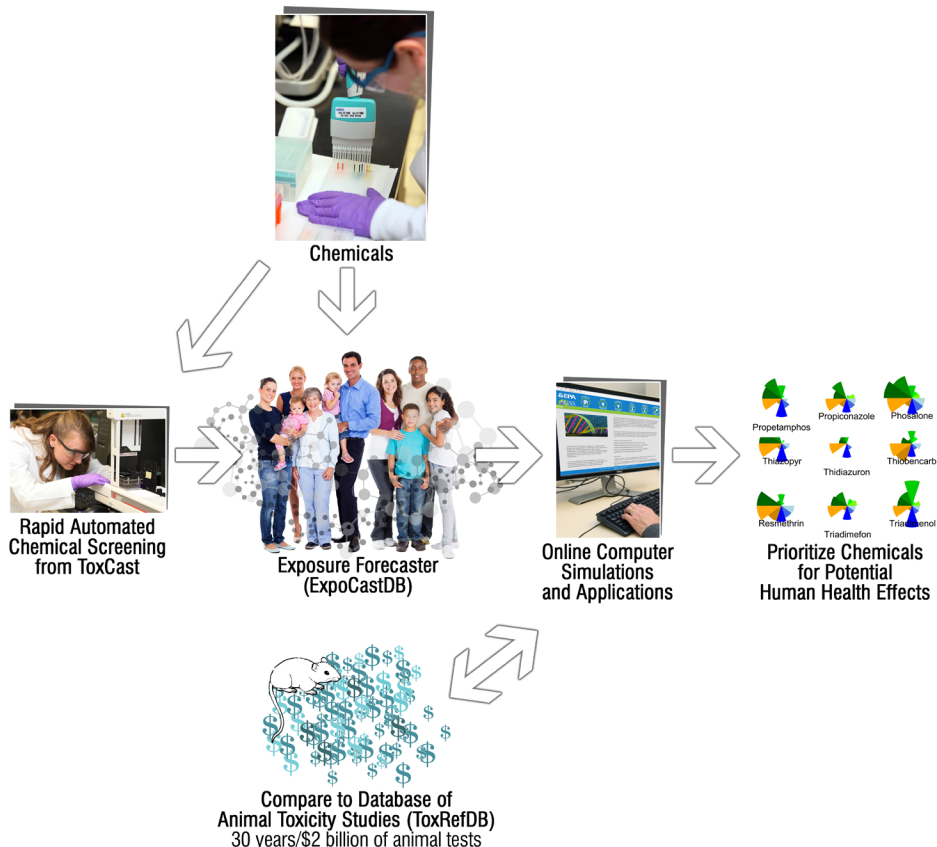 Chemicals
Rapid Automated
Chemical Screening
from ToxCast
Exposure Forecaster
(ExpoCastDB)
EPA
Online Computer
Simulations
and Applications
Propetamphos
Propiconazole
Phosalone
Thiazopyr
Thidiazuron
Thiobencarb
Resmethrin
Triadimefon
Triadimenol
Prioritize Chemicals
for Potential
Human Health Effects
$
Compare to Database of
Animal Toxicity Studies (ToxRefDB)
30 years/$2 billion of animal tests